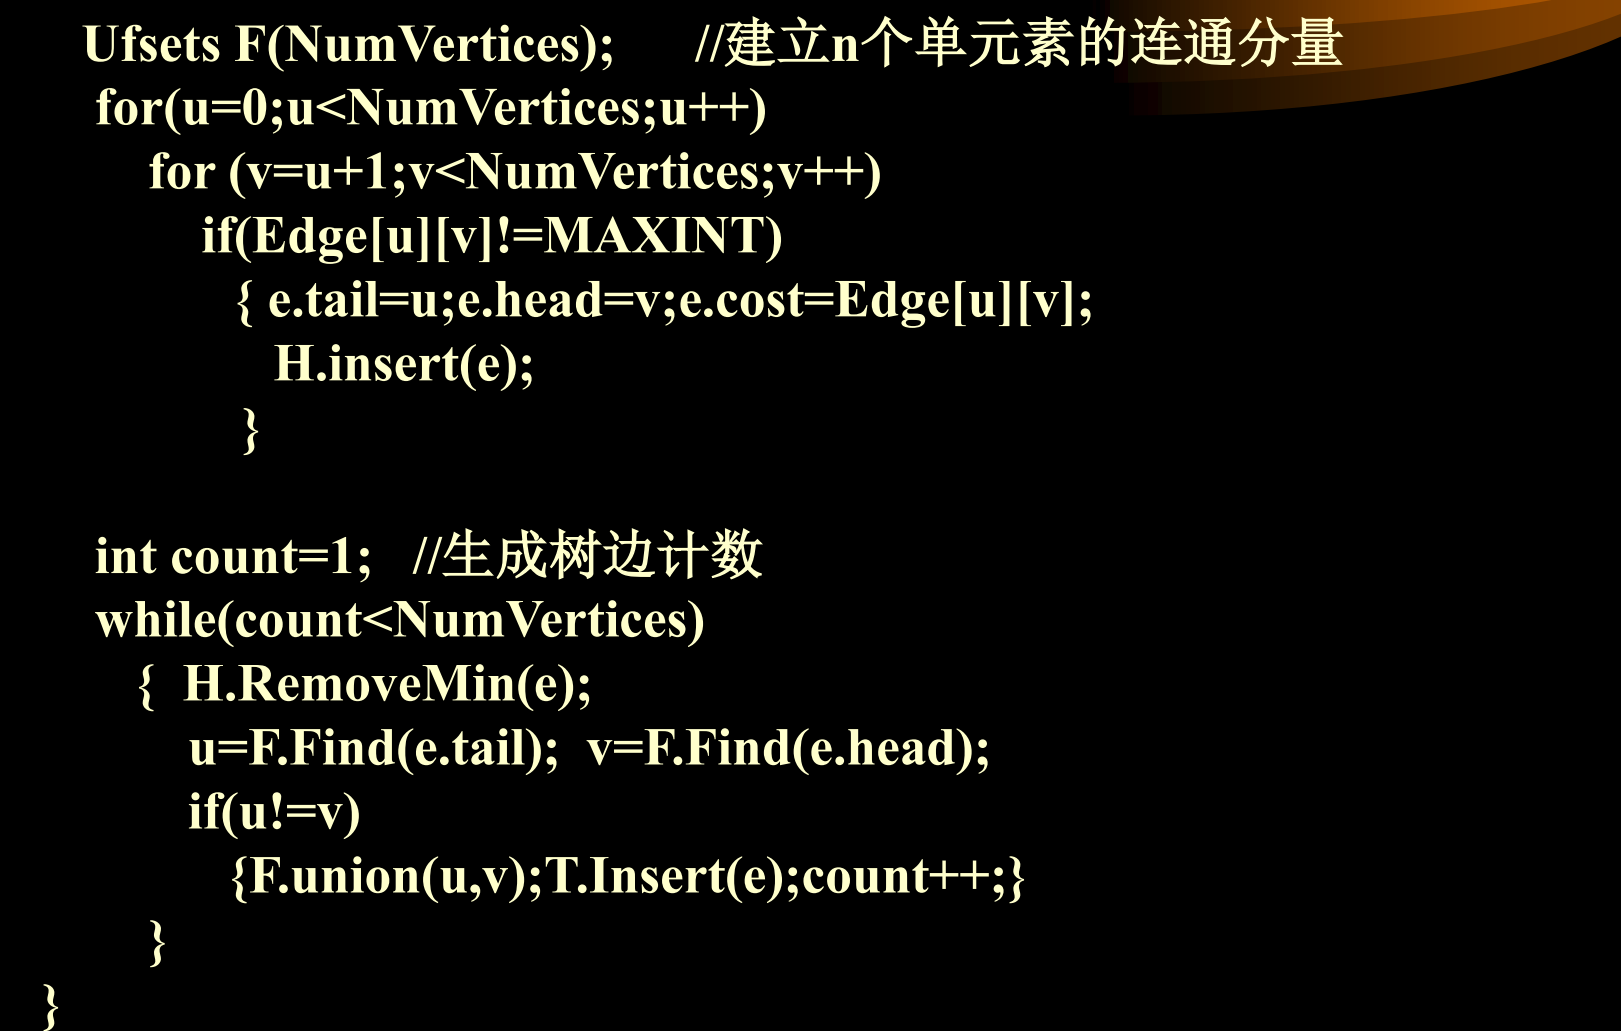 Ufsets F(NumVertices); //建立n个单元素的连通分量
for(u=0;u<NumVertices;u++)
for (v=u+1;v<NumVertices;v++)
if(Edge[u][v]!=MAXINT)
{ e.tail=u;e.head=v;e.cost=Edge[u][v];
H.insert(e);
}
int count=1; //生成树边计数
while(count<NumVertices)
{ H.RemoveMin(e);
u=F.Find(e.tail); v=F.Find(e.head);
if(u!=v)
{F.union(u,v);T.Insert(e);count++;}
}
}